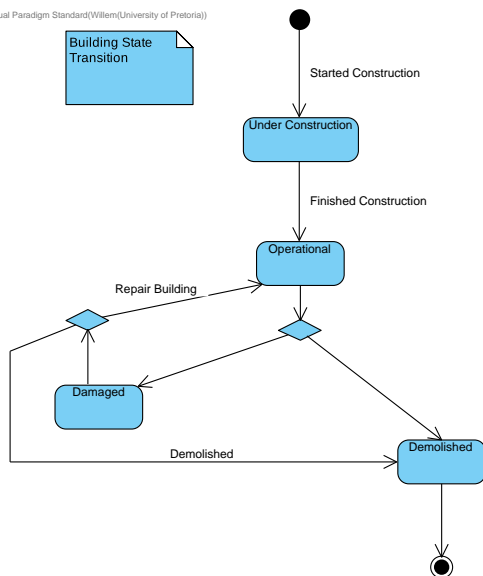 ual Paradigm Standard(Willem(University of Pretoria))
Building State
Transition
Started Construction
Under Construction
Finished Construction
Operational
Repair Building
Damaged
Demolished
Demolished